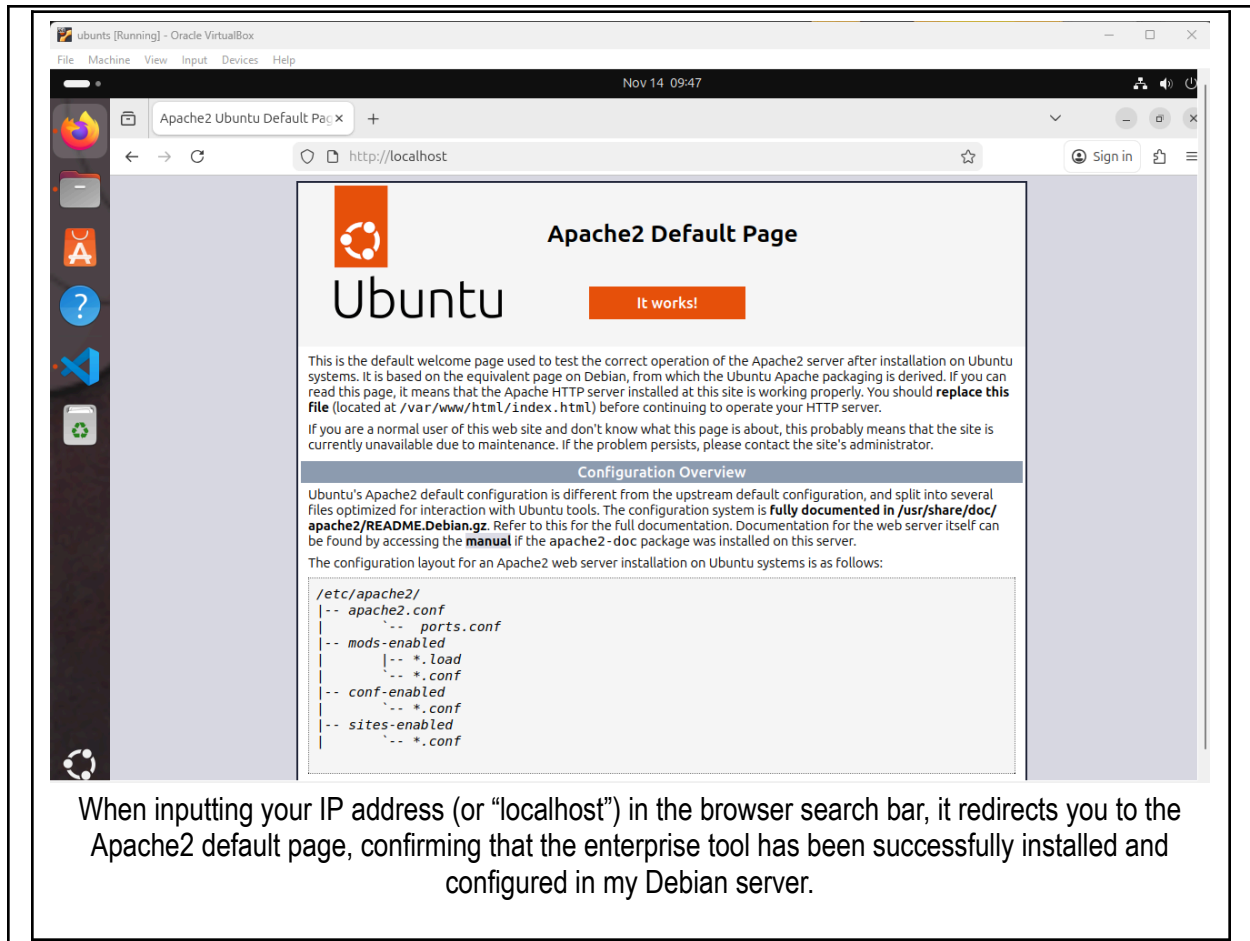 ubunts [Running] - Oracle VirtualBox
File Machine View Input Devices Help
Nov 14 09:47
Apache2 Ubuntu Default Pag
http://localhost
Sign in
Apache2 Default Page
Ubuntu
It works!
This is the default welcome page used to test the correct operation of the Apache2 server after installation on Ubuntu
systems. It is based on the equivalent page on Debian, from which the Ubuntu Apache packaging is derived. If you can
read this page, it means that the Apache HTTP server installed at this site is working properly. You should replace this
file (located at /var/www/html/index.html) before continuing to operate your HTTP server.
If you are a normal user of this web site and don't know what this page is about, this probably means that the site is
currently unavailable due to maintenance. If the problem persists, please contact the site's administrator.
Configuration Overview
Ubuntu's Apache2 default configuration is different from the upstream default configuration, and split into several
files optimized for interaction with Ubuntu tools. The configuration system is fully documented in /usr/share/doc/
apache2/README.Debian.gz. Refer to this for the full documentation. Documentation for the web server itself can
be found by accessing the manual if the apache2-doc package was installed on this server.
The configuration layout for an Apache2 web server installation on Ubuntu systems is as follows:
/etc/apache2/
|-- apache2.conf
|       `--  ports.conf
|-- mods-enabled
|       |-- *.load
|       `-- *.conf
|-- conf-enabled
|       `-- *.conf
|-- sites-enabled
|       `-- *.conf
When inputting your IP address (or “localhost”) in the browser search bar, it redirects you to the
Apache2 default page, confirming that the enterprise tool has been successfully installed and
configured in my Debian server.